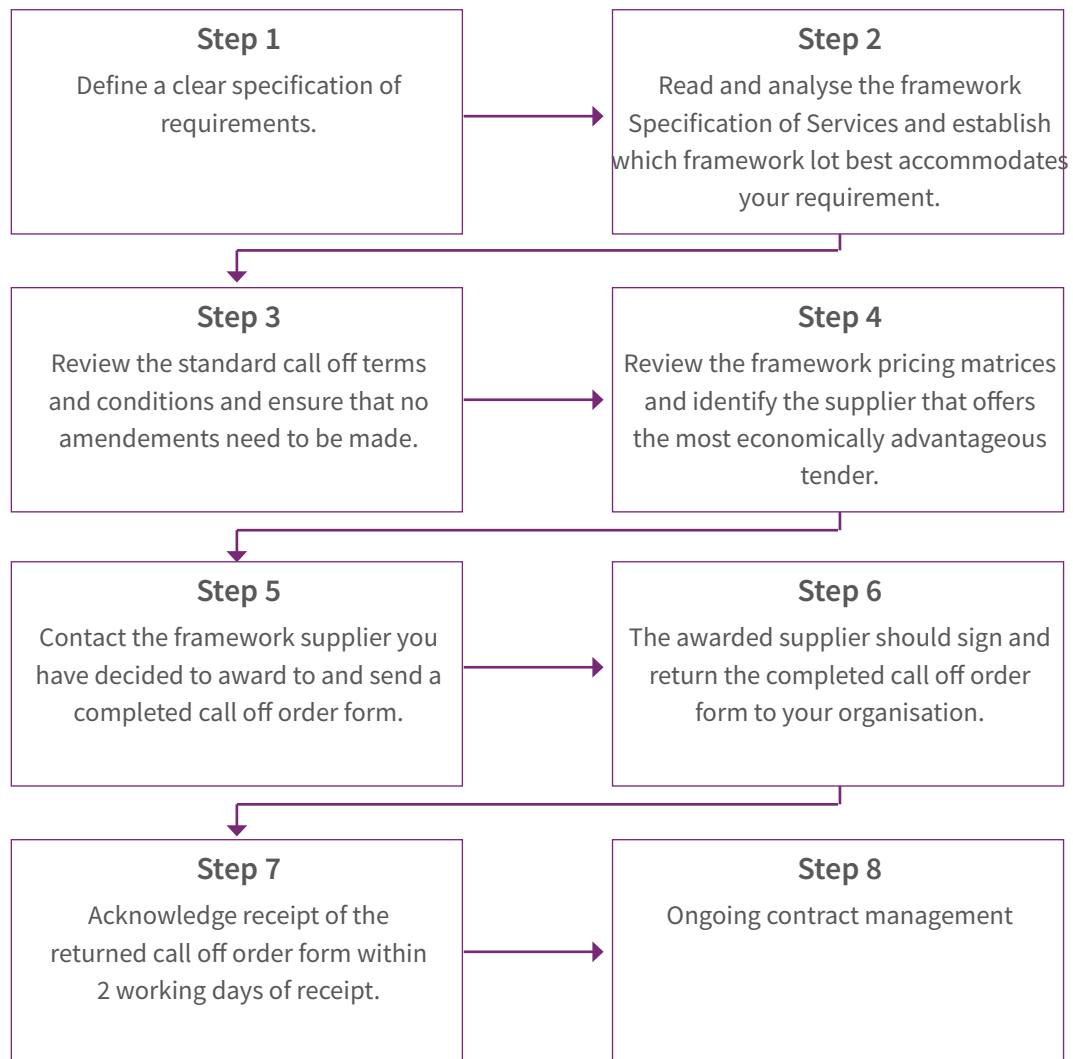 Step 1
Define a clear specification of
requirements.
Step 2
Read and analyse the framework
Specification of Services and establish
which framework lot best accommodates
your requirement.
Step 3
Review the standard call off terms
and conditions and ensure that no
amendements need to be made.
Step 4
Review the framework pricing matrices
and identify the supplier that offers
the most economically advantageous
tender.
Step 5
Contact the framework supplier you
have decided to award to and send a
completed call off order form.
Step 6
The awarded supplier should sign and
return the completed call off order
form to your organisation.
Step 7
Acknowledge receipt of the
returned call off order form within
2 working days of receipt.
Step 8
Ongoing contract management